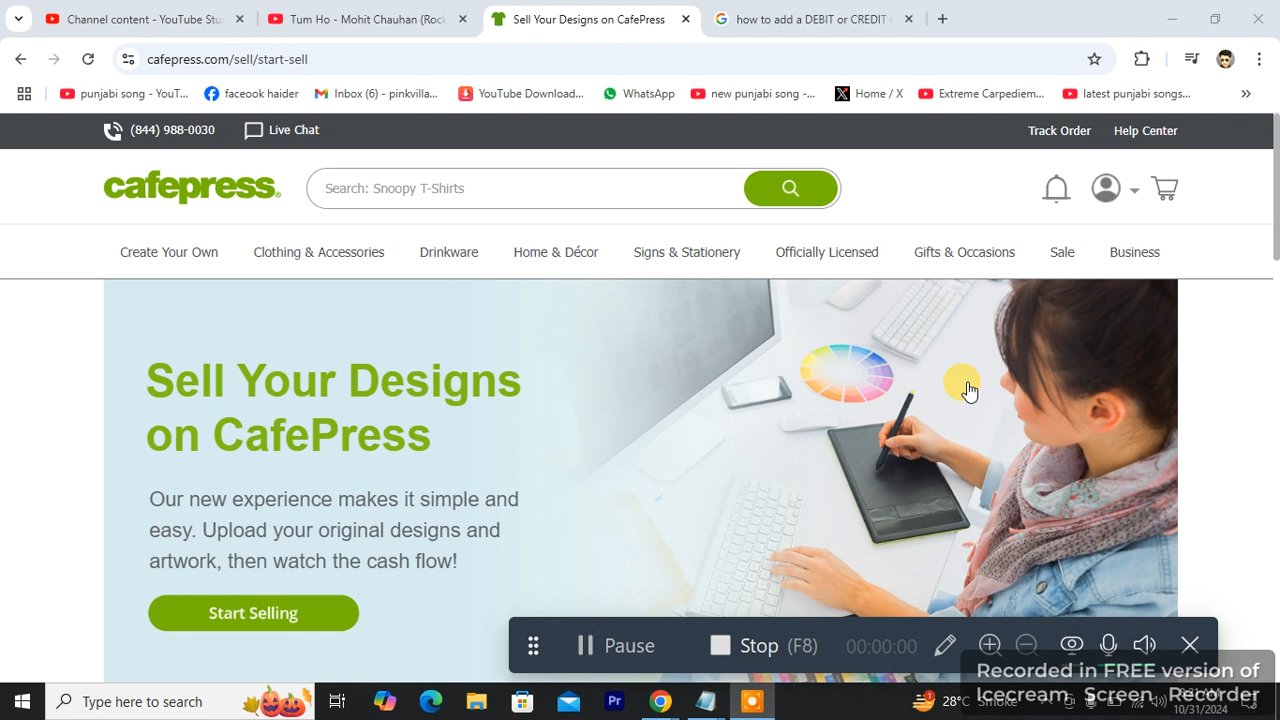 Channel content - YouTube Stu
Tum Ho - Mohit Chauhan (Rock
Sell Your Designs on CafePress
how to add a DEBIT or CREDIT
cafepress.com/sell/start-sell
punjabi song - YouT...
faceook haider
Inbox (6) - pinkvilla...
YouTube Download...
WhatsApp
new punjabi song -...
Home / X
Extreme Carpediem...
latest punjabi songs...
(844) 988-0030
Live Chat
Track Order
Help Center
cafepress®
Search: Snoopy T-Shirts
Create Your Own
Clothing & Accessories
Drinkware
Home & Décor
Signs & Stationery
Officially Licensed
Gifts & Occasions
Sale
Business
Sell Your Designs
on CafePress
Our new experience makes it simple and
easy. Upload your original designs and
artwork, then watch the cash flow!
Start Selling
Pause
Stop (F8)
00:00:00
Recorded in FREE version of
Icecream Screen Recorder
Type here to search
Pr
1
28°C Smoke
10/31/2024